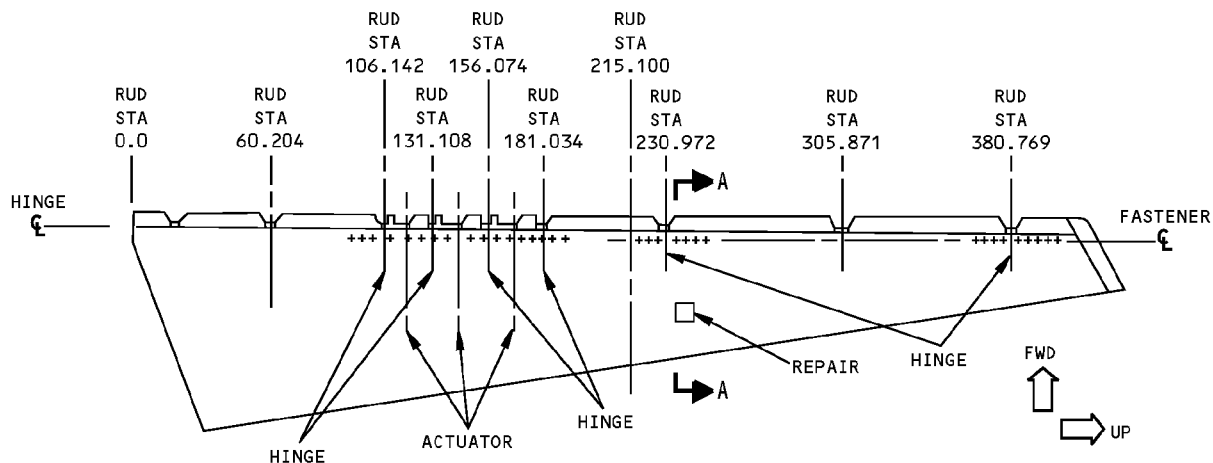 RUD
STA
106.142
RUD
STA
156.074
RUD
STA
215.100
RUD
STA
0.0
RUD
STA
60.204
RUD
STA
131.108
RUD
STA
181.034
RUD
STA
230.972
RUD
STA
305.871
RUD
STA
380.769
A
HINGE
℄
FASTENER
℄
REPAIR
HINGE
FWD
A
HINGE
ACTUATOR
UP
HINGE